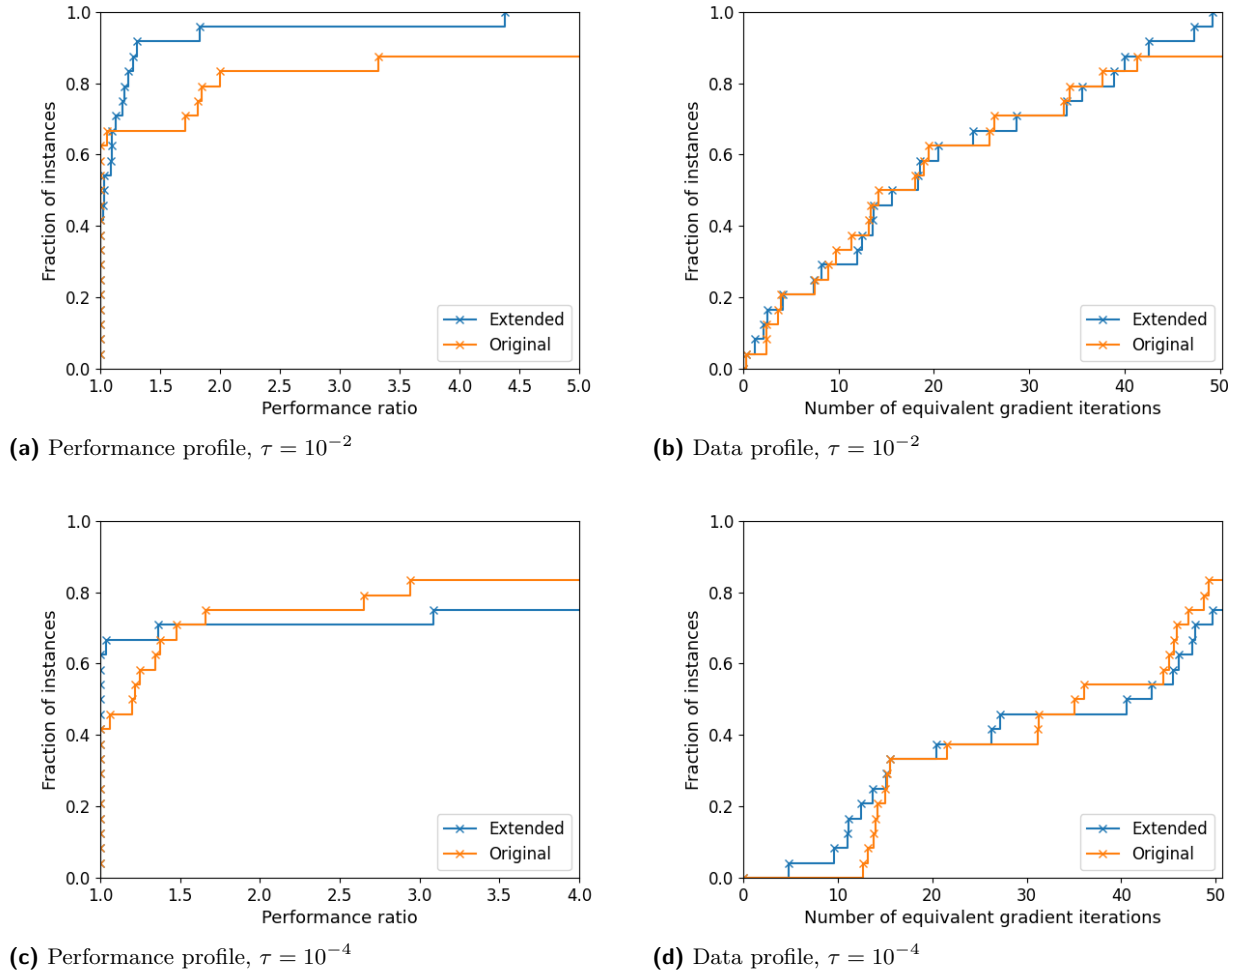 1.0
0.8
0.6
0.4
0.2
0.0
Fraction of instances
1.0 1.5 2.0 2.5 3.0 3.5 4.0 4.5 5.0
Performance ratio
Extended
Original
(a) Performance profile, τ = 10⁻²
1.0
0.8
0.6
0.4
0.2
0.0
Fraction of instances
0 10 20 30 40 50
Number of equivalent gradient iterations
Extended
Original
(b) Data profile, τ = 10⁻²
1.0
0.8
0.6
0.4
0.2
0.0
Fraction of instances
1.0 1.5 2.0 2.5 3.0 3.5 4.0
Performance ratio
Extended
Original
(c) Performance profile, τ = 10⁻⁴
1.0
0.8
0.6
0.4
0.2
0.0
Fraction of instances
0 10 20 30 40 50
Number of equivalent gradient iterations
Extended
Original
(d) Data profile, τ = 10⁻⁴